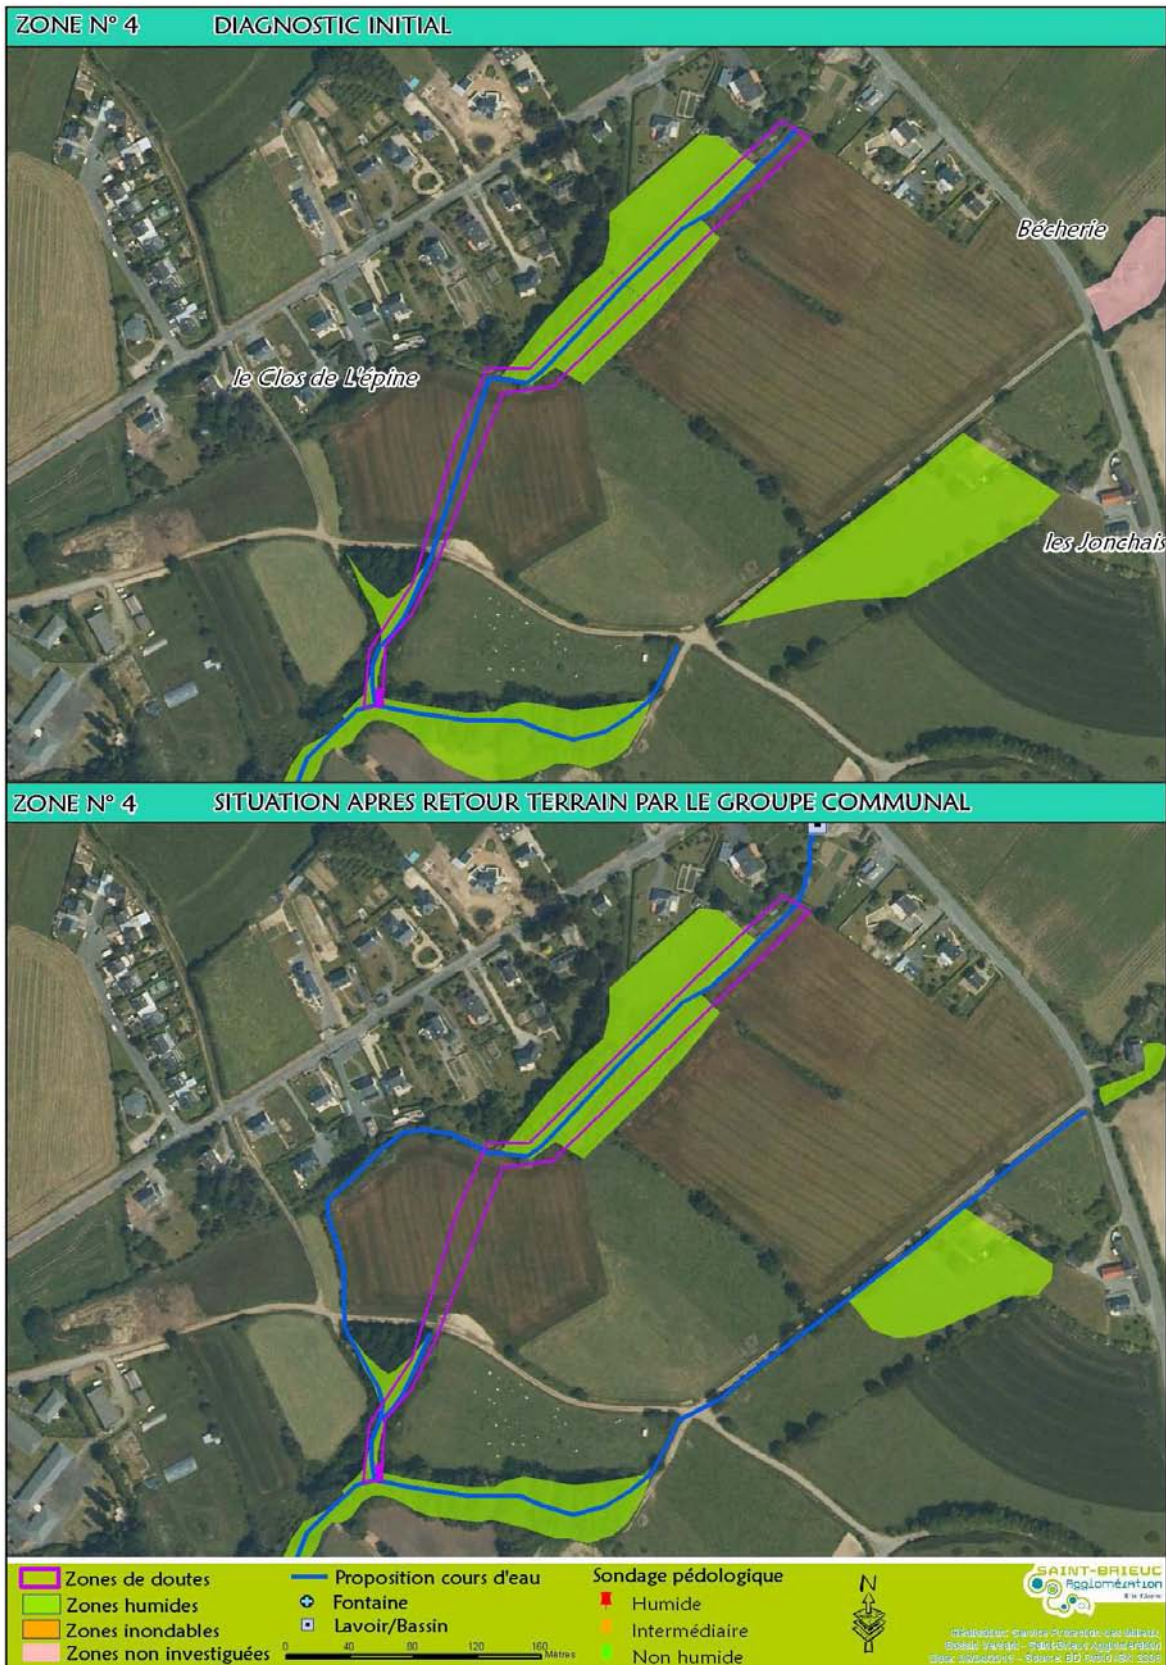 ZONE N° 4 DIAGNOSTIC INITIAL
Bécherie
le Clos de L'épine
les Jonchais
ZONE N° 4 SITUATION APRES RETOUR TERRAIN PAR LE GROUPE COMMUNAL
Zones de doutes
Zones humides
Zones inondables
Zones non investiguées
Proposition cours d'eau
Fontaine
Lavoir/Bassin
0 40 80 120 160 Mètres
Sondage pédologique
Humide
Intermédiaire
Non humide
N
SAINT-BRIEUC
Agglomération